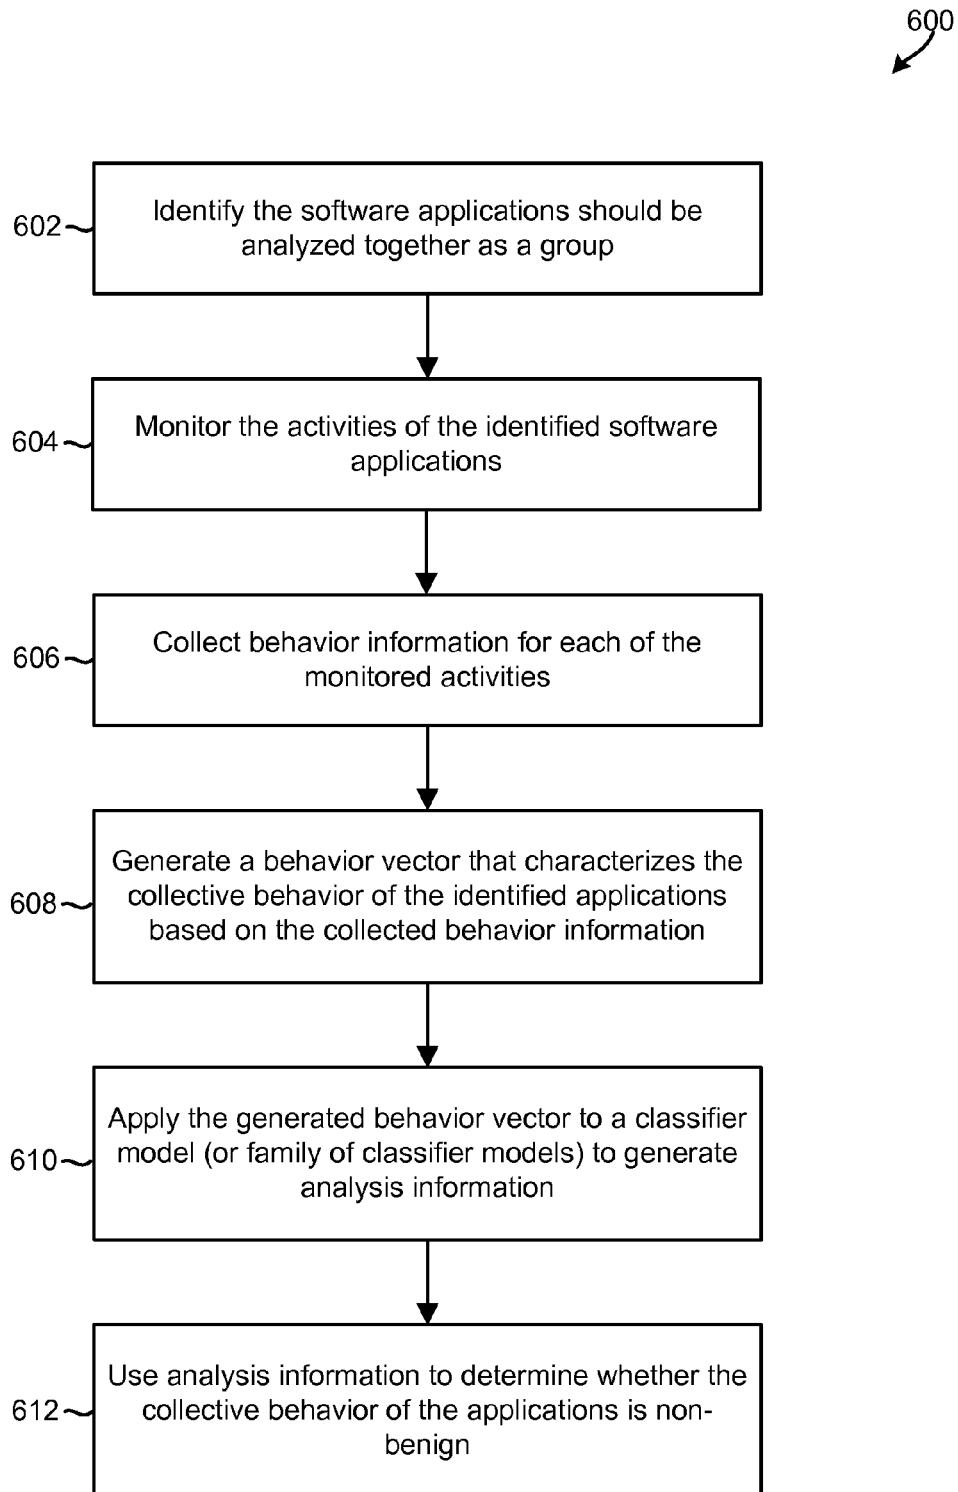 600
602
Identify the software applications should be
analyzed together as a group
604
Monitor the activities of the identified software
applications
606
Collect behavior information for each of the
monitored activities
608
Generate a behavior vector that characterizes the
collective behavior of the identified applications
based on the collected behavior information
610
Apply the generated behavior vector to a classifier
model (or family of classifier models) to generate
analysis information
612
Use analysis information to determine whether the
collective behavior of the applications is non-
benign